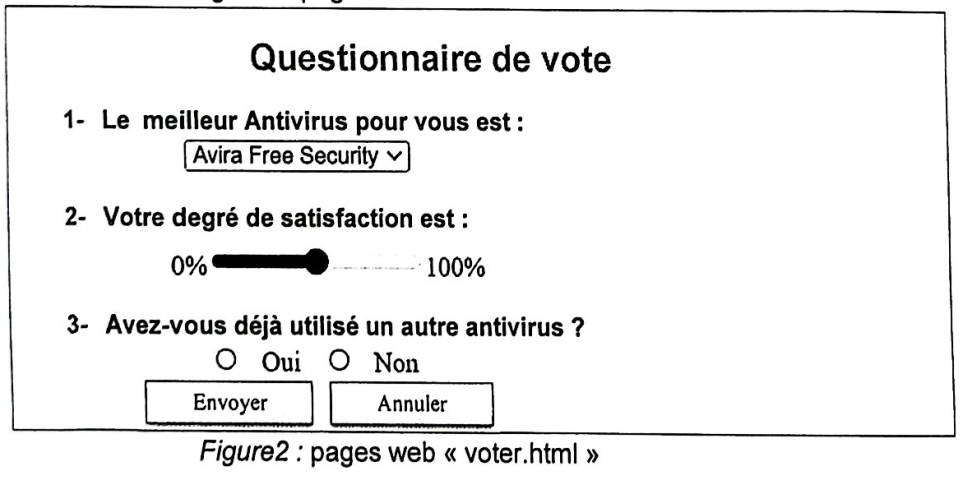 Questionnaire de vote
1- Le meilleur Antivirus pour vous est :
Avira Free Security
2- Votre degré de satisfaction est :
0% 100%
3- Avez-vous déjà utilisé un autre antivirus ?
Oui Non
Envoyer Annuler
Figure2 : pages web « voter.html »